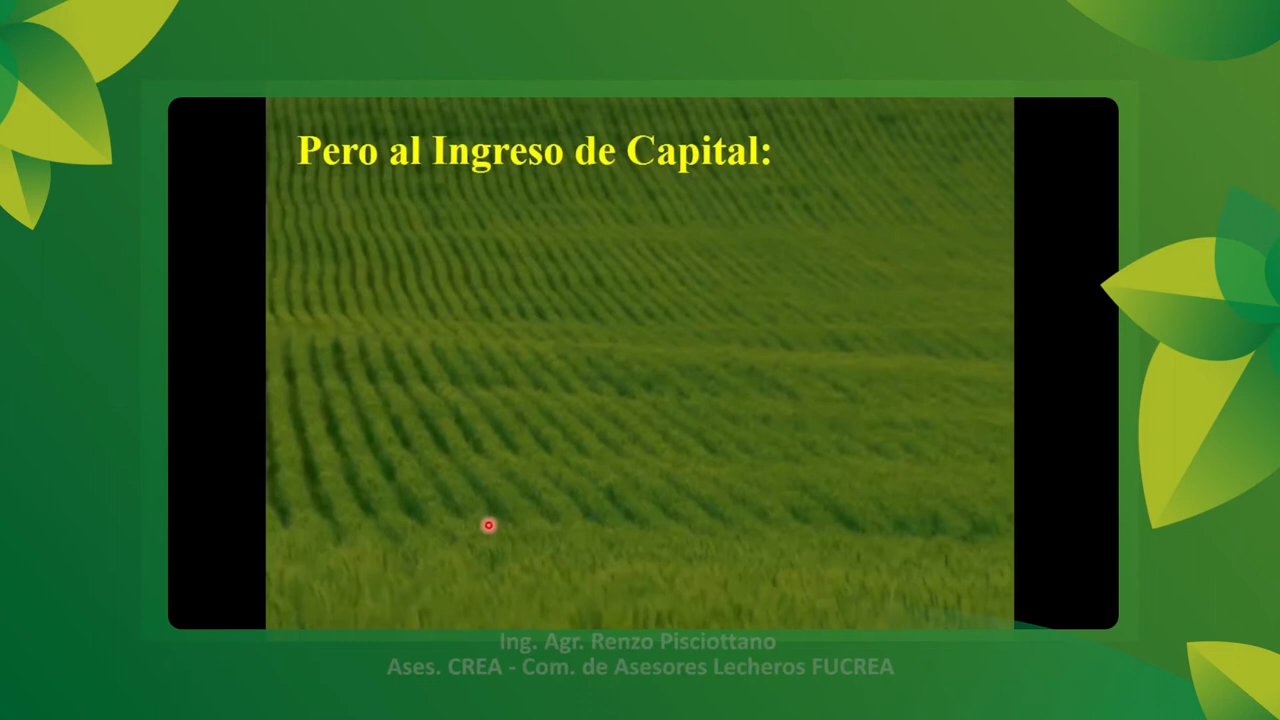 Pero al Ingreso de Capital:
Ing. Agr. Renzo Pisciottano
Ases. CREA - Com. de Asesores Lecheros FUCREA